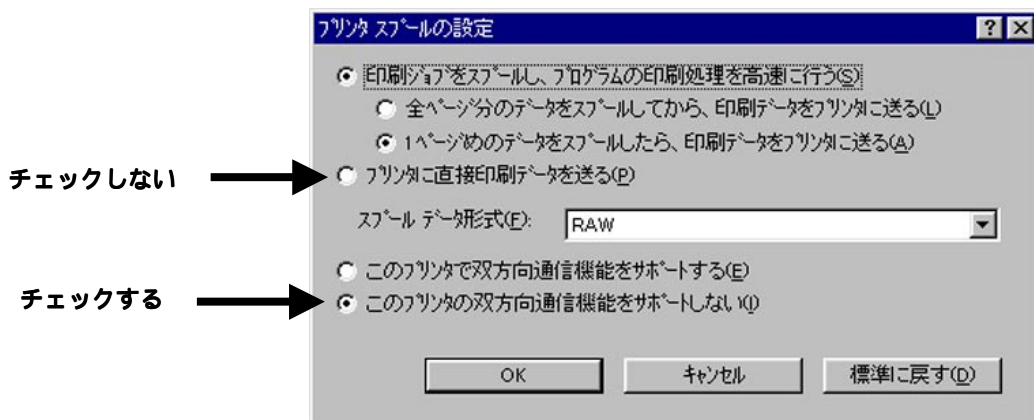 プリンタ スプールの設定
印刷ジョブをスプールし、プログラムの印刷処理を高速に行う(S)
全ページ分のデータをスプールしてから、印刷データをプリンタに送る(L)
1ページめのデータをスプールしたら、印刷データをプリンタに送る(A)
チェックしない
プリンタに直接印刷データを送る(P)
スプール データ形式(F):
RAW
このプリンタで双方向通信機能をサポートする(E)
チェックする
このプリンタの双方向通信機能をサポートしない(I)
OK
キャンセル
標準に戻す(D)